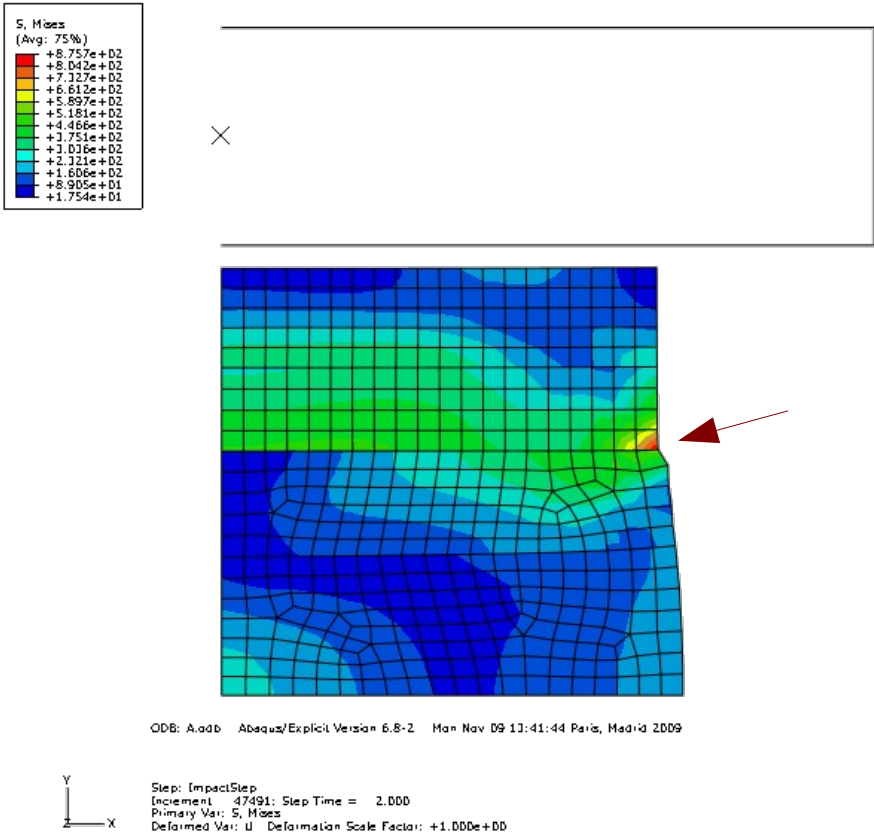 S, Mises
(Avg: 75%)
+8.757e+02
+8.042e+02
+7.327e+02
+6.612e+02
+5.897e+02
+5.181e+02
+4.466e+02
+3.751e+02
+3.036e+02
+2.321e+02
+1.606e+02
+8.905e+01
+1.754e+01
ODB: A.odb Abaqus/Explicit Version 6.8-2 Mon Nov 09 13:41:44 Paris, Madrid 2009
Y
Z X
Step: ImpactStep
Increment 47491: Step Time = 2.000
Primary Var: S, Mises
Deformed Var: U Deformation Scale Factor: +1.000e+00